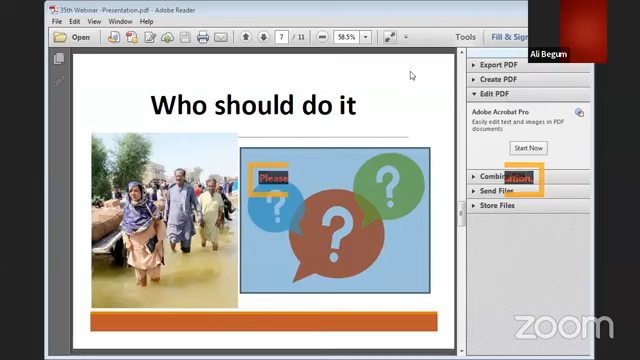 35th Webinar -Presentation.pdf - Adobe Reader
File Edit View Window Help
Open
7 / 11
58.5%
Tools
Fill & Sign
Ali Begum
Export PDF
Create PDF
Edit PDF
Adobe Acrobat Pro
Easily edit text and images in PDF
documents
Start Now
Send Files
Store Files
Who should do it
Please
? ? ?
zoom